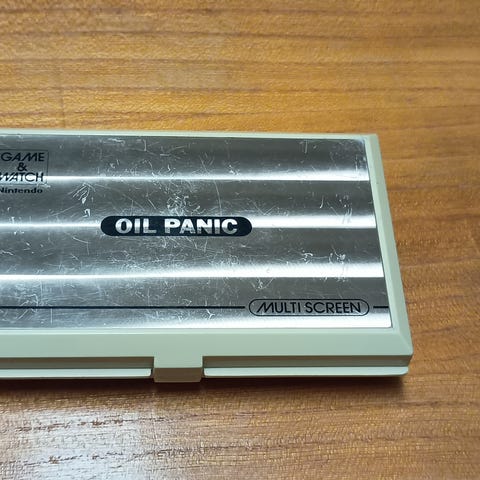 GAME
&
WATCH
Nintendo
OIL PANIC
MULTI SCREEN